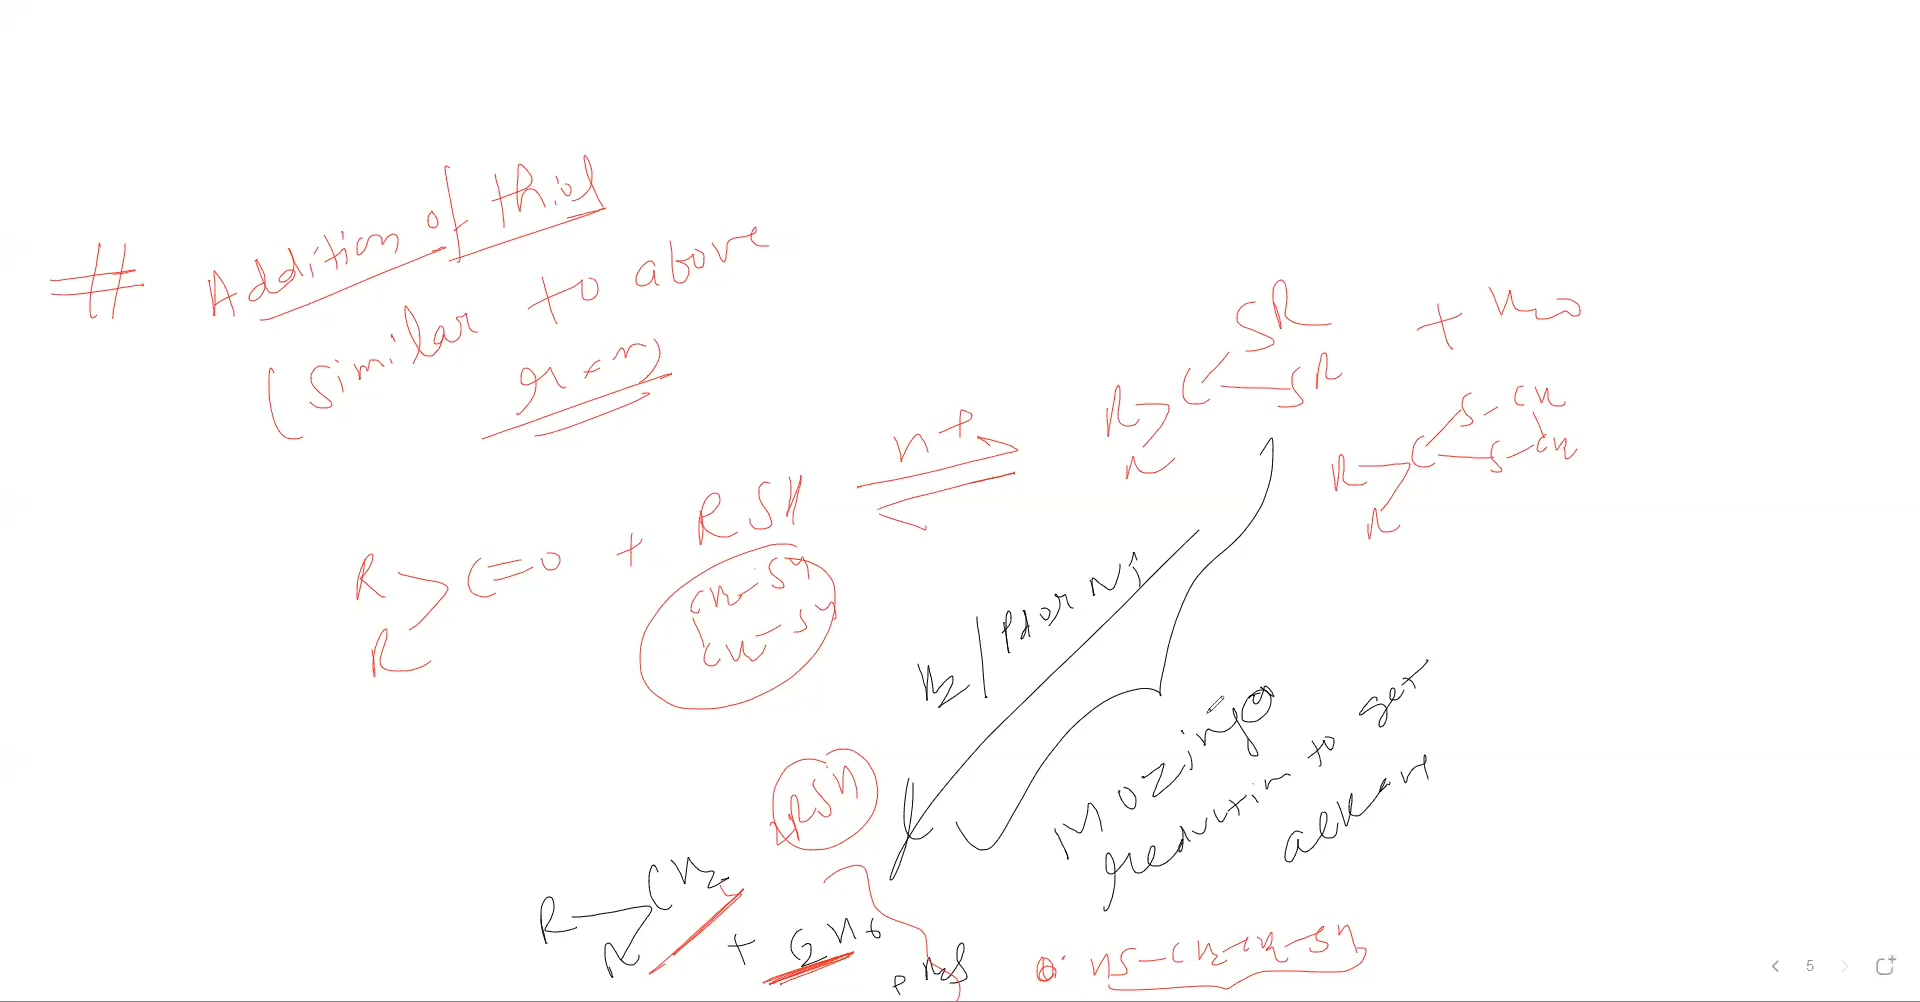 # Addition of thiol
(similar to above
rxn)
R
R
C=O + RSH
CH2-SH
CH2-SH
H+
R
R
C
SR
SR
+ H2O
R
R
C
S-CH2
S-CH2
H2/Pd or Ni
Mozingo
reduction to get
alkane
RSH
R
R
CH2
+ C2H6
+ H2S
HS-CH2-CH2-SH
5